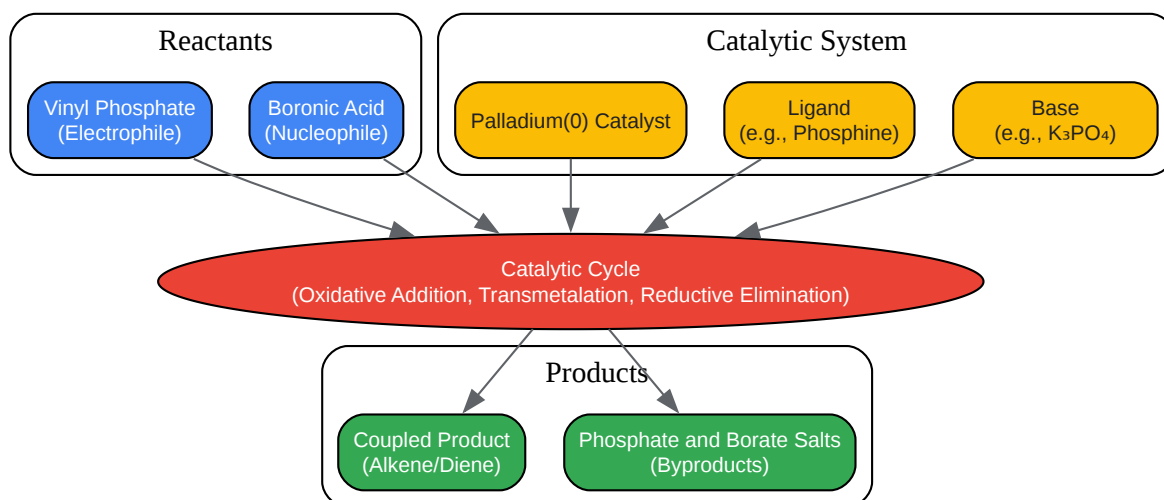 Reactants
Catalytic System
Vinyl Phosphate
(Electrophile)
Boronic Acid
(Nucleophile)
Palladium(0) Catalyst
Ligand
(e.g., Phosphine)
Base
(e.g., K₃PO₄)
Catalytic Cycle
(Oxidative Addition, Transmetalation, Reductive Elimination)
Products
Coupled Product
(Alkene/Diene)
Phosphate and Borate Salts
(Byproducts)